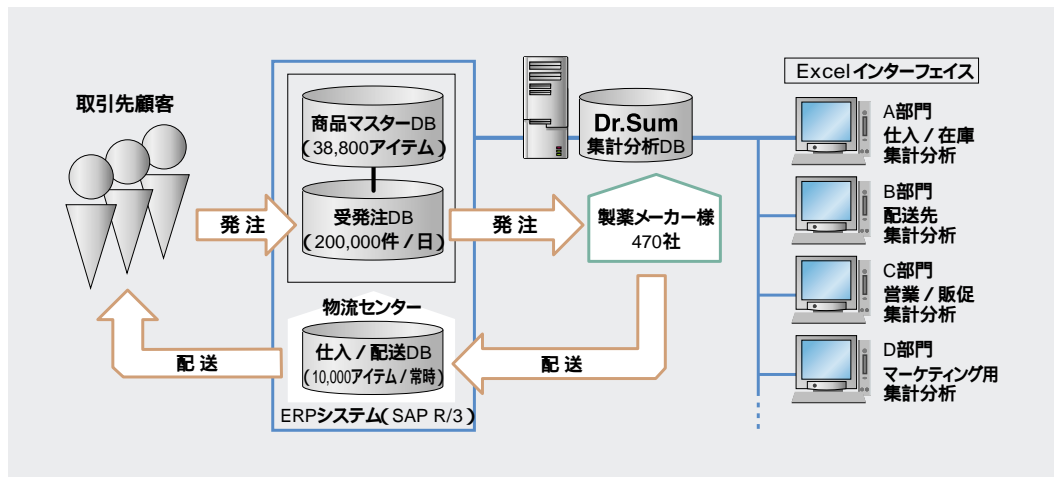 取引先顧客
発 注
商品マスターDB
(38,800アイテム)
受発注DB
(200,000件/日)
発 注
Dr.Sum
集計分析DB
製薬メーカー様
470社
配 送
物流センター
仕入/配送DB
(10,000アイテム/常時)
配 送
ERPシステム(SAP R/3)
Excelインターフェイス
A部門
仕入/在庫
集計分析
B部門
配送先
集計分析
C部門
営業/販促
集計分析
D部門
マーケティング用
集計分析